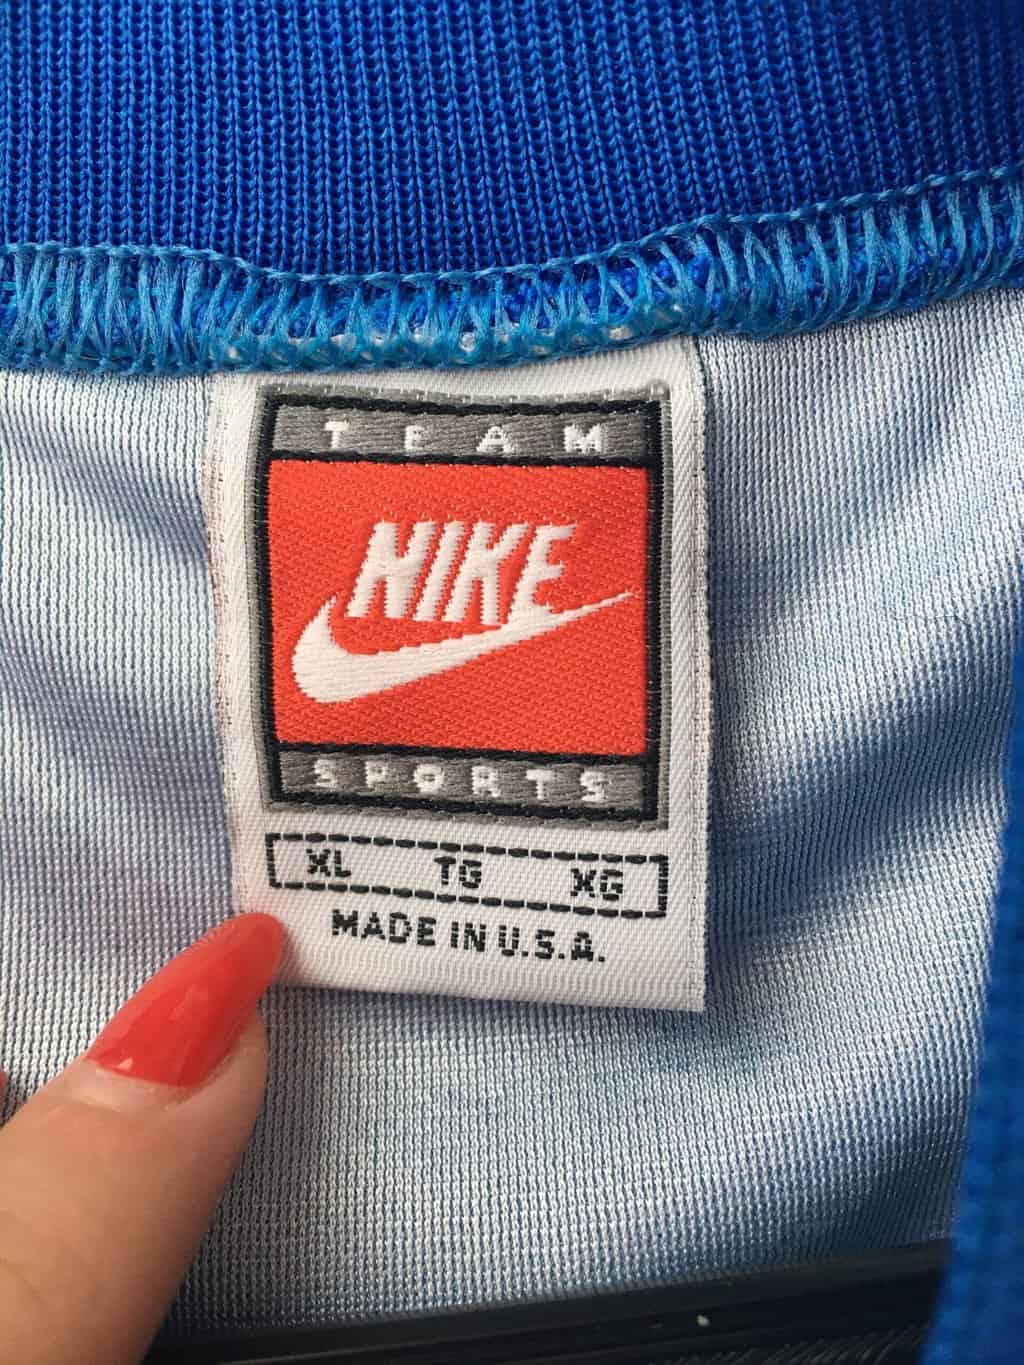 TEAM
NIKE
SPORTS
XL TG XG
MADE IN U.S.A.